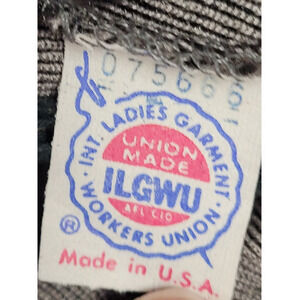 075666
INT. LADIES GARMENT
UNION
MADE
ILGWU
AFL CIO
WORKERS UNION
®
Made in U.S.A.